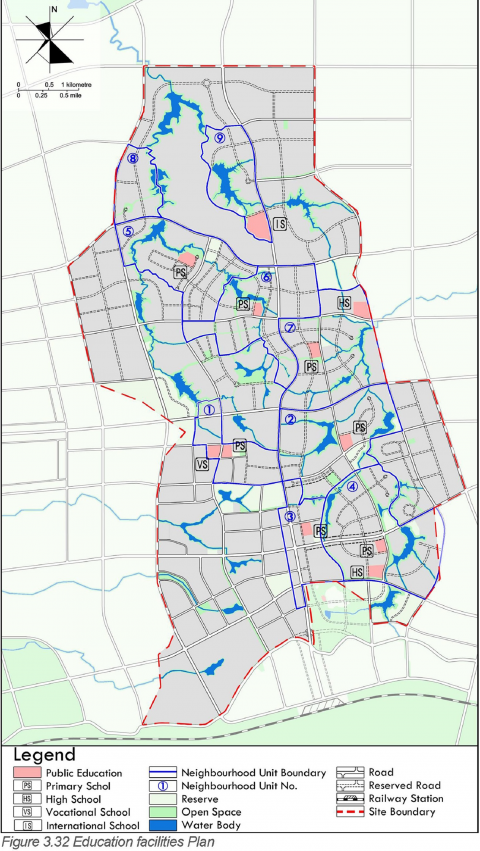 N
0 0.5 1 kilometre
0 0.25 0.5 mile
⑨
⑧
IS
⑤
PS
⑥
PS
HS
⑦
PS
①
②
PS
PS
VS
④
③
PS
PS
HS
Legend
Public Education
PS Primary Schol
HS High School
VS Vocational School
IS International School
Neighbourhood Unit Boundary
① Neighbourhood Unit No.
Reserve
Open Space
Water Body
Road
Reserved Road
Railway Station
Site Boundary
Figure 3.32 Education facilities Plan